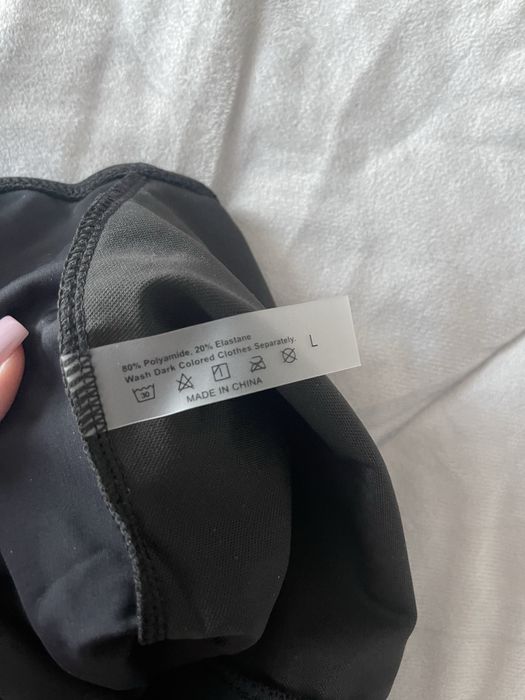 80% Polyamide, 20% Elastane
Wash Dark Colored Clothes Separately.
L
30
MADE IN CHINA